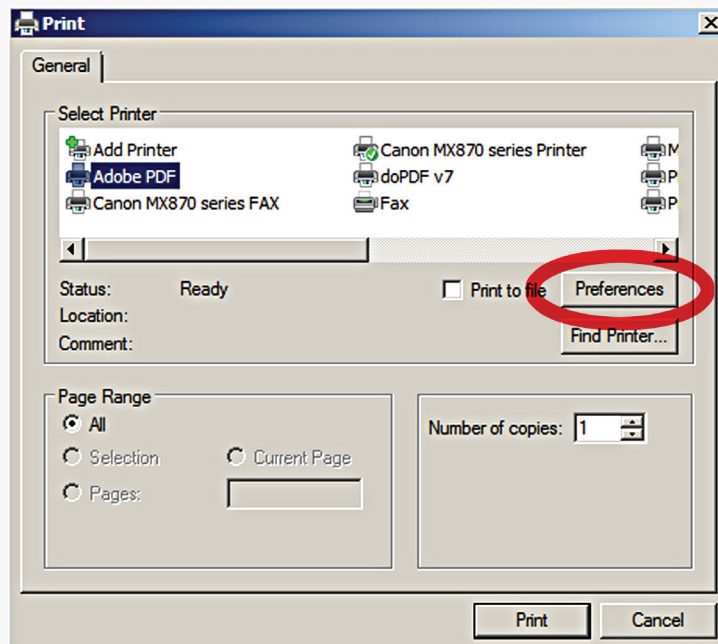 Print
General
Select Printer
Add Printer
Canon MX870 series Printer
M
Adobe PDF
doPDF v7
P
Canon MX870 series FAX
Fax
P
Status: Ready
Print to file
Preferences
Location:
Find Printer...
Comment:
Page Range
All
Number of copies: 1
Selection
Current Page
Pages:
Print
Cancel